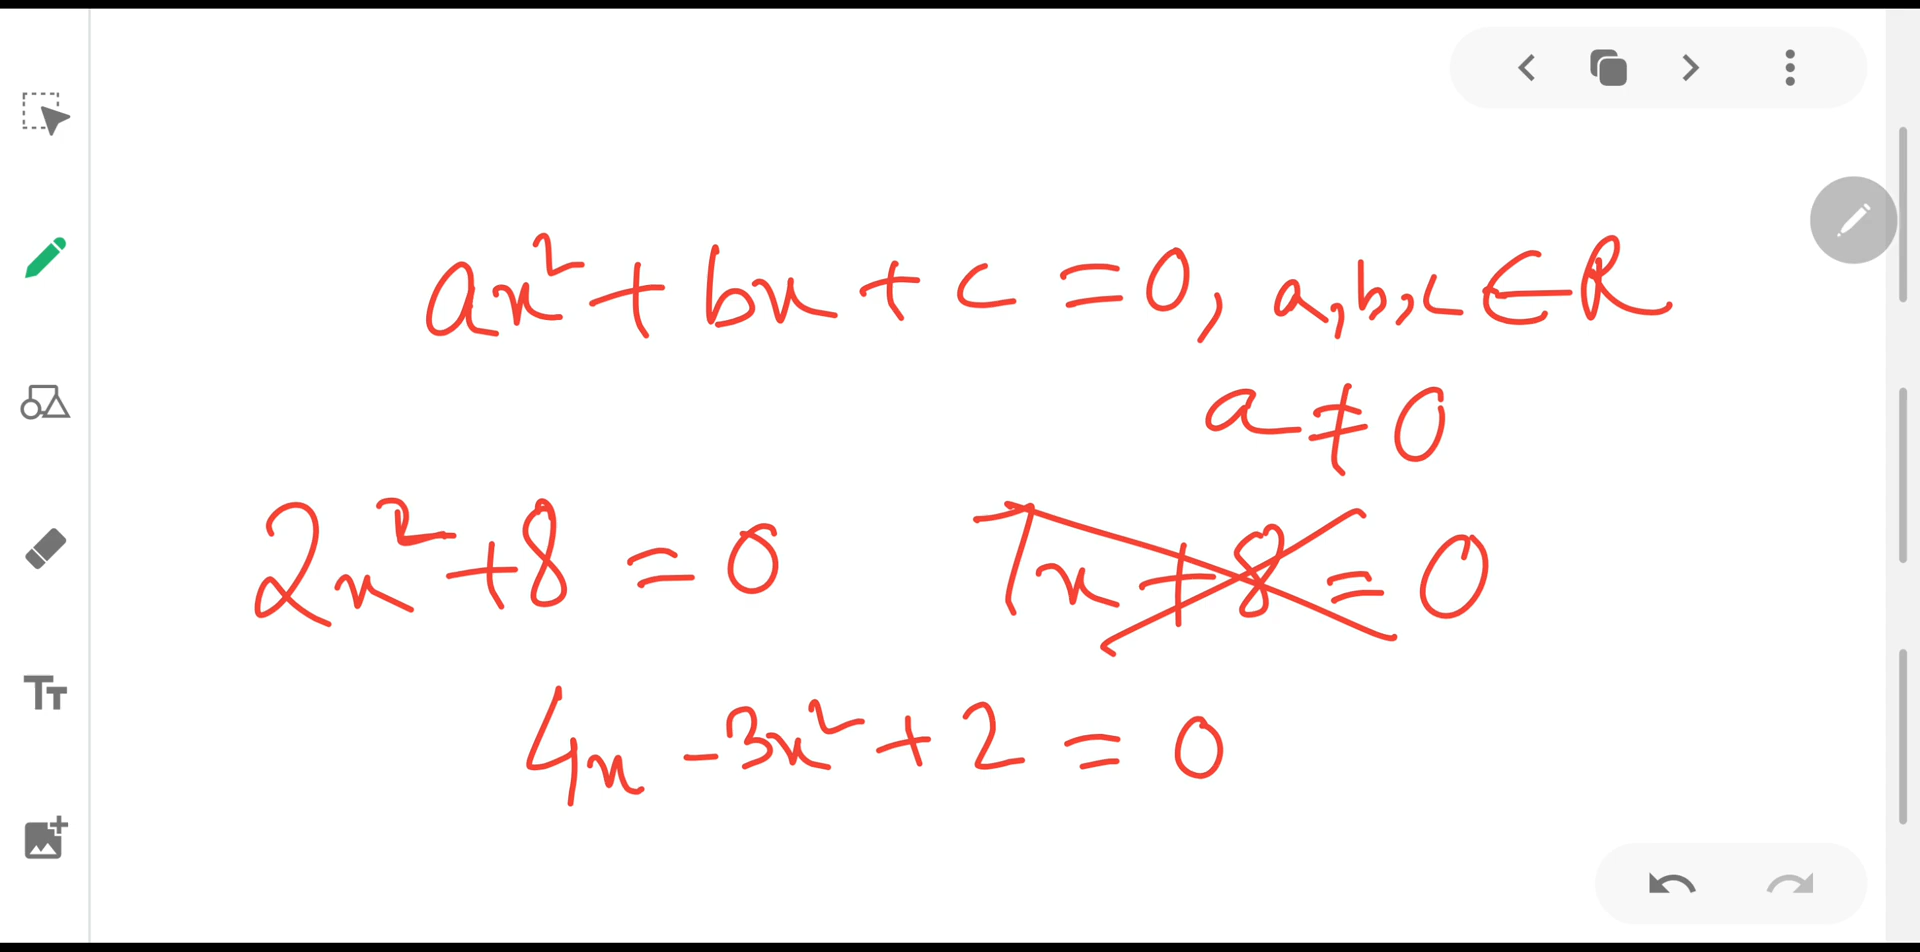 ax² + bx + c = 0, a, b, c ∈ R
a ≠ 0
2x² + 8 = 0 7x + 8 = 0
4x - 3x² + 2 = 0